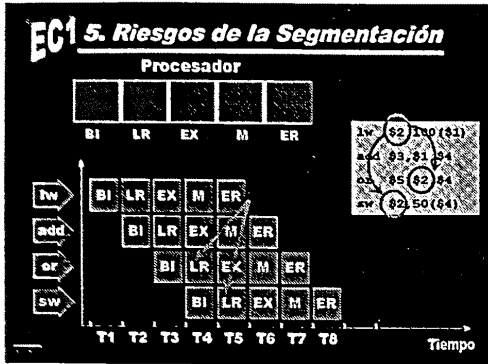 EC1 5. Riesgos de la Segmentación
Procesador
BI LR EX M ER
lw $2,100($1)
add $3,$1,$4
or $5,$2,$4
sw $2,50($4)
lw BI LR EX M ER
add BI LR EX M ER
or BI LR EX M ER
sw BI LR EX M ER
T1 T2 T3 T4 T5 T6 T7 T8
Tiempo